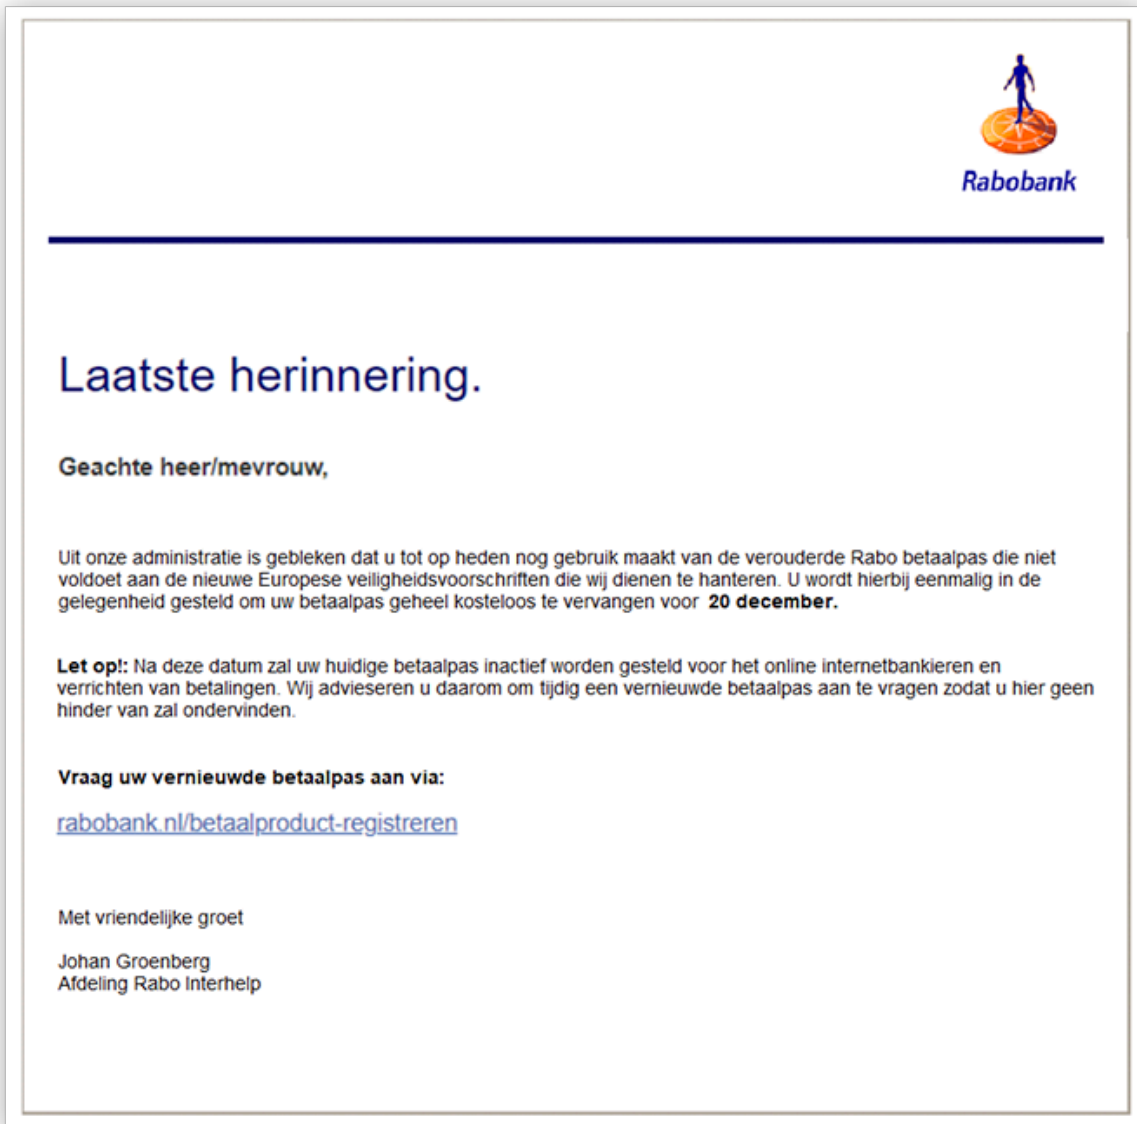 Rabobank
Laatste herinnering.
Geachte heer/mevrouw,
Uit onze administratie is gebleken dat u tot op heden nog gebruik maakt van de verouderde Rabo betaalpas die niet
voldoet aan de nieuwe Europese veiligheidsvoorschriften die wij dienen te hanteren. U wordt hierbij eenmalig in de
gelegenheid gesteld om uw betaalpas geheel kosteloos te vervangen voor 20 december.
Let op!: Na deze datum zal uw huidige betaalpas inactief worden gesteld voor het online internetbankieren en
verrichten van betalingen. Wij advieseren u daarom om tijdig een vernieuwde betaalpas aan te vragen zodat u hier geen
hinder van zal ondervinden.
Vraag uw vernieuwde betaalpas aan via:
rabobank.nl/betaalproduct-registreren
Met vriendelijke groet
Johan Groenberg
Afdeling Rabo Interhelp